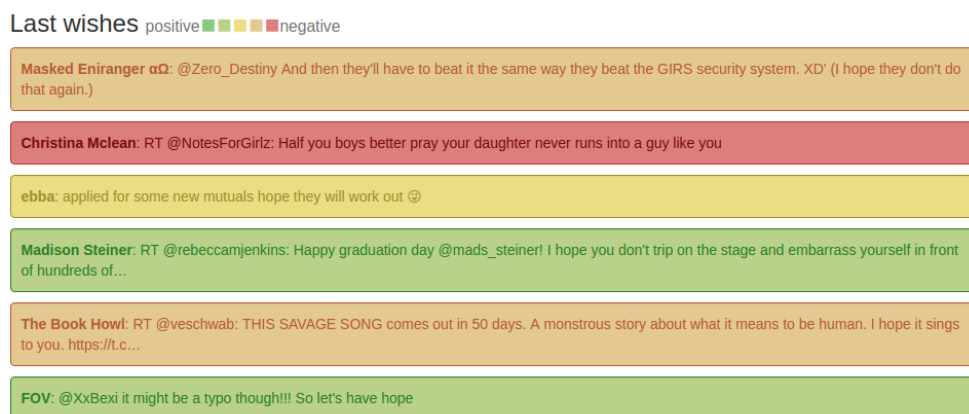 Last wishes positive negative
Masked Eniranger αΩ: @Zero_Destiny And then they'll have to beat it the same way they beat the GIRS security system. XD' (I hope they don't do
that again.)
Christina Mclean: RT @NotesForGirlz: Half you boys better pray your daughter never runs into a guy like you
ebba: applied for some new mutuals hope they will work out 😜
Madison Steiner: RT @rebeccamjenkins: Happy graduation day @mads_steiner! I hope you don't trip on the stage and embarrass yourself in front
of hundreds of…
The Book Howl: RT @veschwab: THIS SAVAGE SONG comes out in 50 days. A monstrous story about what it means to be human. I hope it sings
to you. https://t.c…
FOV: @XxBexi it might be a typo though!!! So let's have hope